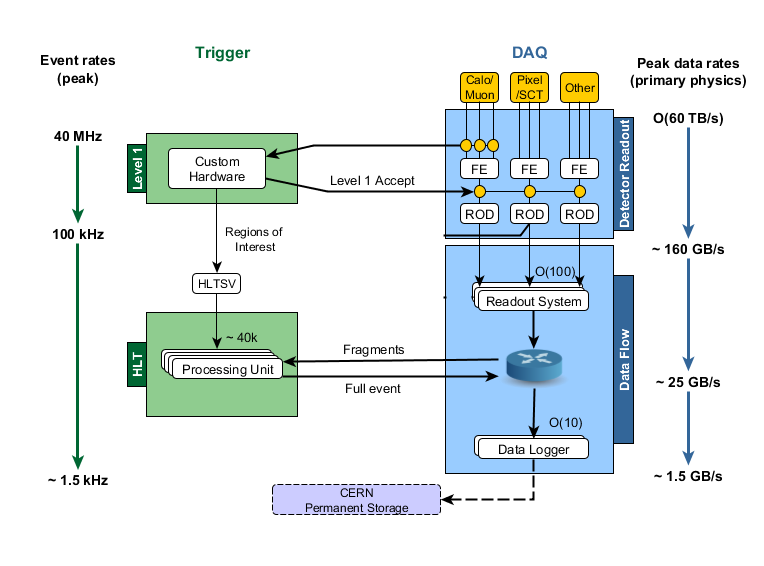 Trigger
DAQ
Event rates
(peak)
Peak data rates
(primary physics)
Calo/
Muon
Pixel
/SCT
Other
40 MHz
O(60 TB/s)
Level 1
Custom
Hardware
FE
FE
FE
Detector Readout
Level 1 Accept
ROD
ROD
ROD
100 kHz
Regions of
Interest
~ 160 GB/s
HLTSV
O(100)
Readout System
~ 40k
HLT
Processing Unit
Fragments
Full event
Data Flow
~ 25 GB/s
O(10)
Data Logger
~ 1.5 kHz
~ 1.5 GB/s
CERN
Permanent Storage